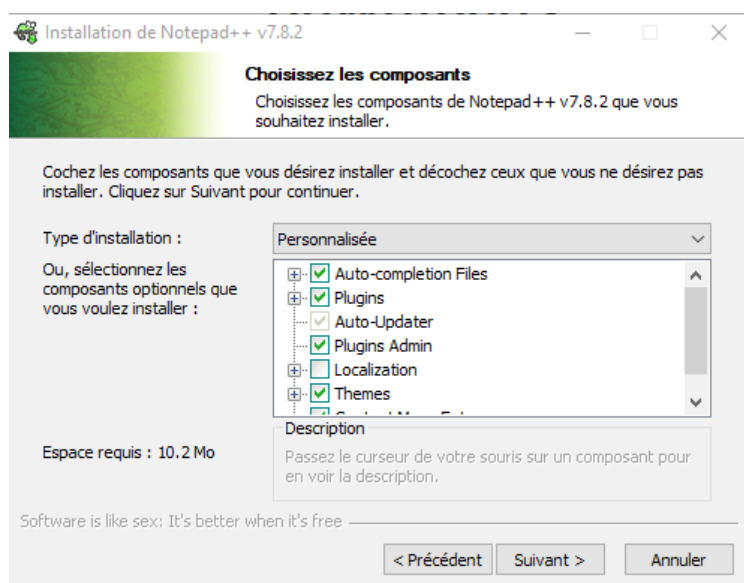 Installation de Notepad++ v7.8.2
Choisissez les composants
Choisissez les composants de Notepad++ v7.8.2 que vous
souhaitez installer.
Cochez les composants que vous désirez installer et décochez ceux que vous ne désirez pas
installer. Cliquez sur Suivant pour continuer.
Type d'installation :
Personnalisée
Ou, sélectionnez les
composants optionnels que
vous voulez installer :
Auto-completion Files
Plugins
Auto-Updater
Plugins Admin
Localization
Themes
Espace requis : 10.2 Mo
Description
Passez le curseur de votre souris sur un composant pour
en voir la description.
Software is like sex: It's better when it's free
< Précédent
Suivant >
Annuler